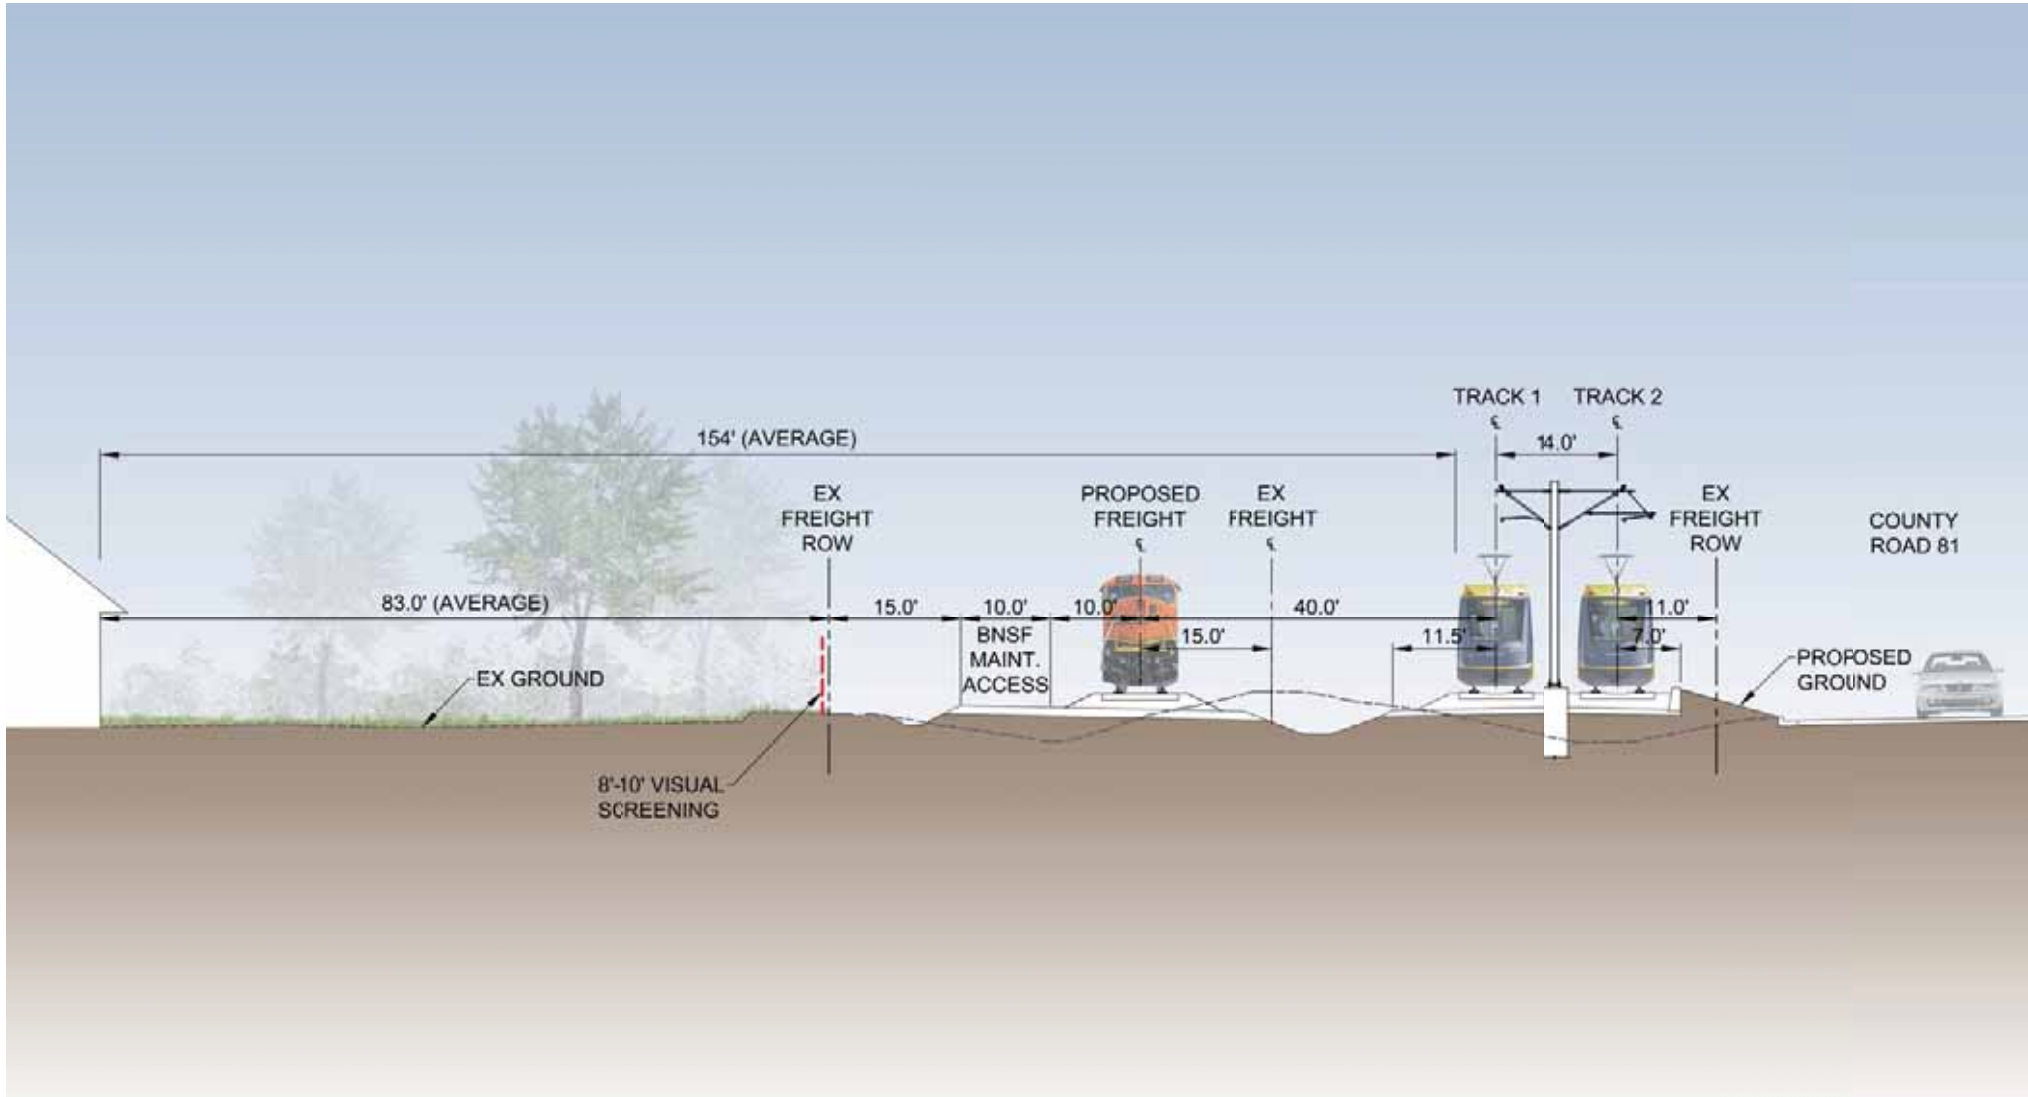 TRACK 1
TRACK 2
℄
℄
154' (AVERAGE)
14.0'
EX
FREIGHT
ROW
PROPOSED
FREIGHT
℄
EX
FREIGHT
℄
EX
FREIGHT
ROW
COUNTY
ROAD 81
83.0' (AVERAGE)
15.0'
10.0'
10.0'
40.0'
11.0'
BNSF
MAINT.
ACCESS
15.0'
11.5'
7.0'
EX GROUND
PROPOSED
GROUND
8'-10' VISUAL
SCREENING